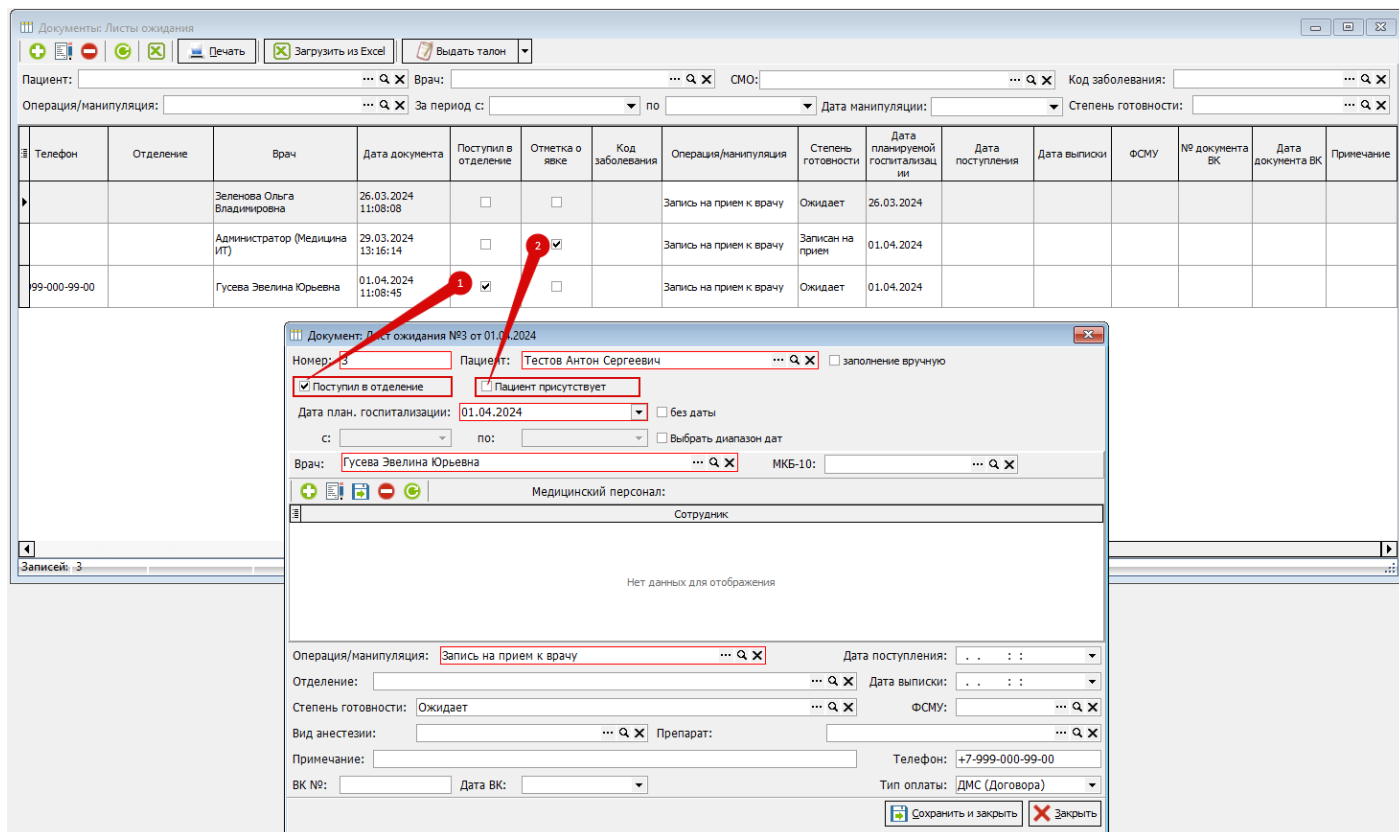 Документы: Листы ожидания
Печать Загрузить из Excel Выдать талон
Пациент: Врач: СМО: Код заболевания:
Операция/манипуляция: За период с: по Дата манипуляции: Степень готовности:
Телефон Отделение Врач Дата документа Поступил в отделение Отметка о явке Код заболевания Операция/манипуляция Степень готовности Дата планируемой госпитализац ии Дата поступления Дата выписки ФСМУ № документа ВК Дата документа ВК Примечание
Зеленова Ольга Владимировна 26.03.2024 11:08:08 Запись на прием к врачу Ожидает 26.03.2024
Администратор (Медицина ИТ) 29.03.2024 13:16:14 2 Запись на прием к врачу Записан на прием 01.04.2024
999-000-99-00 Гусева Эвелина Юрьевна 01.04.2024 11:08:45 1 Запись на прием к врачу Ожидает 01.04.2024
Документ: Лист ожидания №3 от 01.04.2024
Номер: 3 Пациент: Тестов Антон Сергеевич заполнение вручную
Поступил в отделение Пациент присутствует
Дата план. госпитализации: 01.04.2024 без даты
с: по: Выбрать диапазон дат
Врач: Гусева Эвелина Юрьевна МКБ-10:
Медицинский персонал:
Сотрудник
Нет данных для отображения
Записей: 3
Операция/манипуляция: Запись на прием к врачу Дата поступления: . . : :
Отделение: Дата выписки: . . : :
Степень готовности: Ожидает ФСМУ:
Вид анестезии: Препарат:
Примечание: Телефон: +7-999-000-99-00
ВК №: Дата ВК: Тип оплаты: ДМС (Договора)
Сохранить и закрыть Закрыть